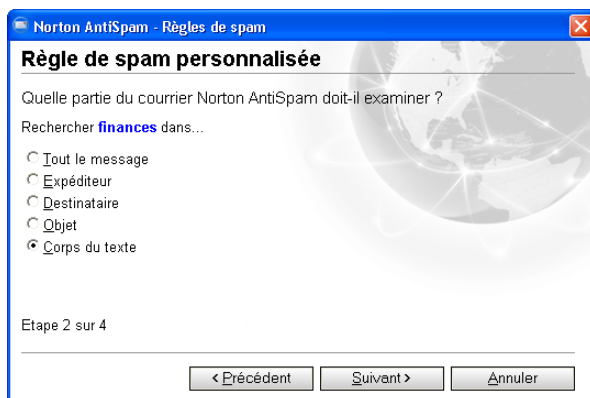 Norton AntiSpam - Règles de spam
Règle de spam personnalisée
Quelle partie du courrier Norton AntiSpam doit-il examiner ?
Rechercher finances dans...
Tout le message
Expéditeur
Destinataire
Objet
Corps du texte
Etape 2 sur 4
< Précédent Suivant > Annuler